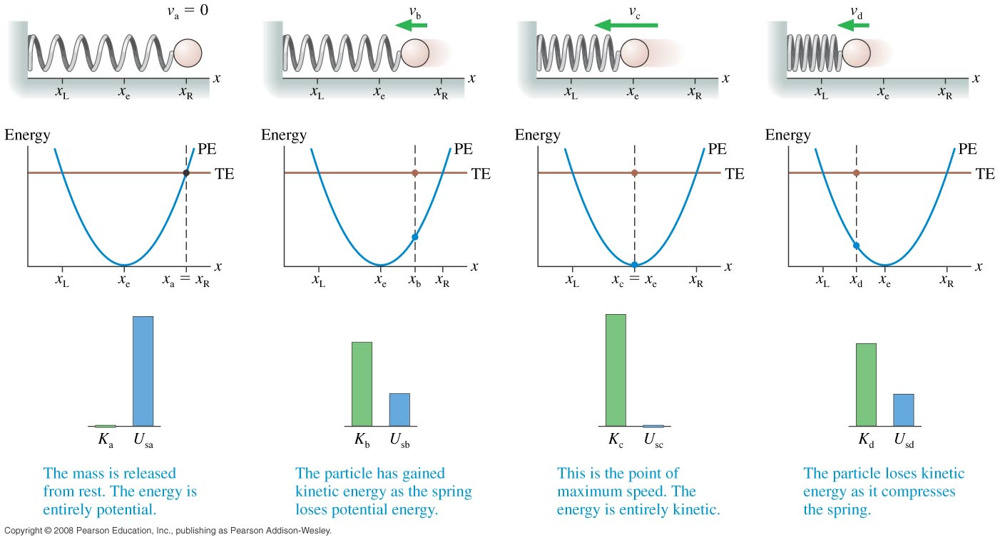 v_a = 0
v_b
v_c
v_d
x_L x_e x_R x
x_L x_e x_R x
x_L x_e x_R x
x_L x_e x_R x
Energy
PE
TE
x_L x_e x_a = x_R x
Energy
PE
TE
x_L x_e x_b x_R x
Energy
PE
TE
x_L x_c = x_e x_R x
Energy
PE
TE
x_L x_d x_e x_R x
K_a U_sa
K_b U_sb
K_c U_sc
K_d U_sd
The mass is released
from rest. The energy is
entirely potential.
The particle has gained
kinetic energy as the spring
loses potential energy.
This is the point of
maximum speed. The
energy is entirely kinetic.
The particle loses kinetic
energy as it compresses
the spring.
Copyright © 2008 Pearson Education, Inc., publishing as Pearson Addison-Wesley.